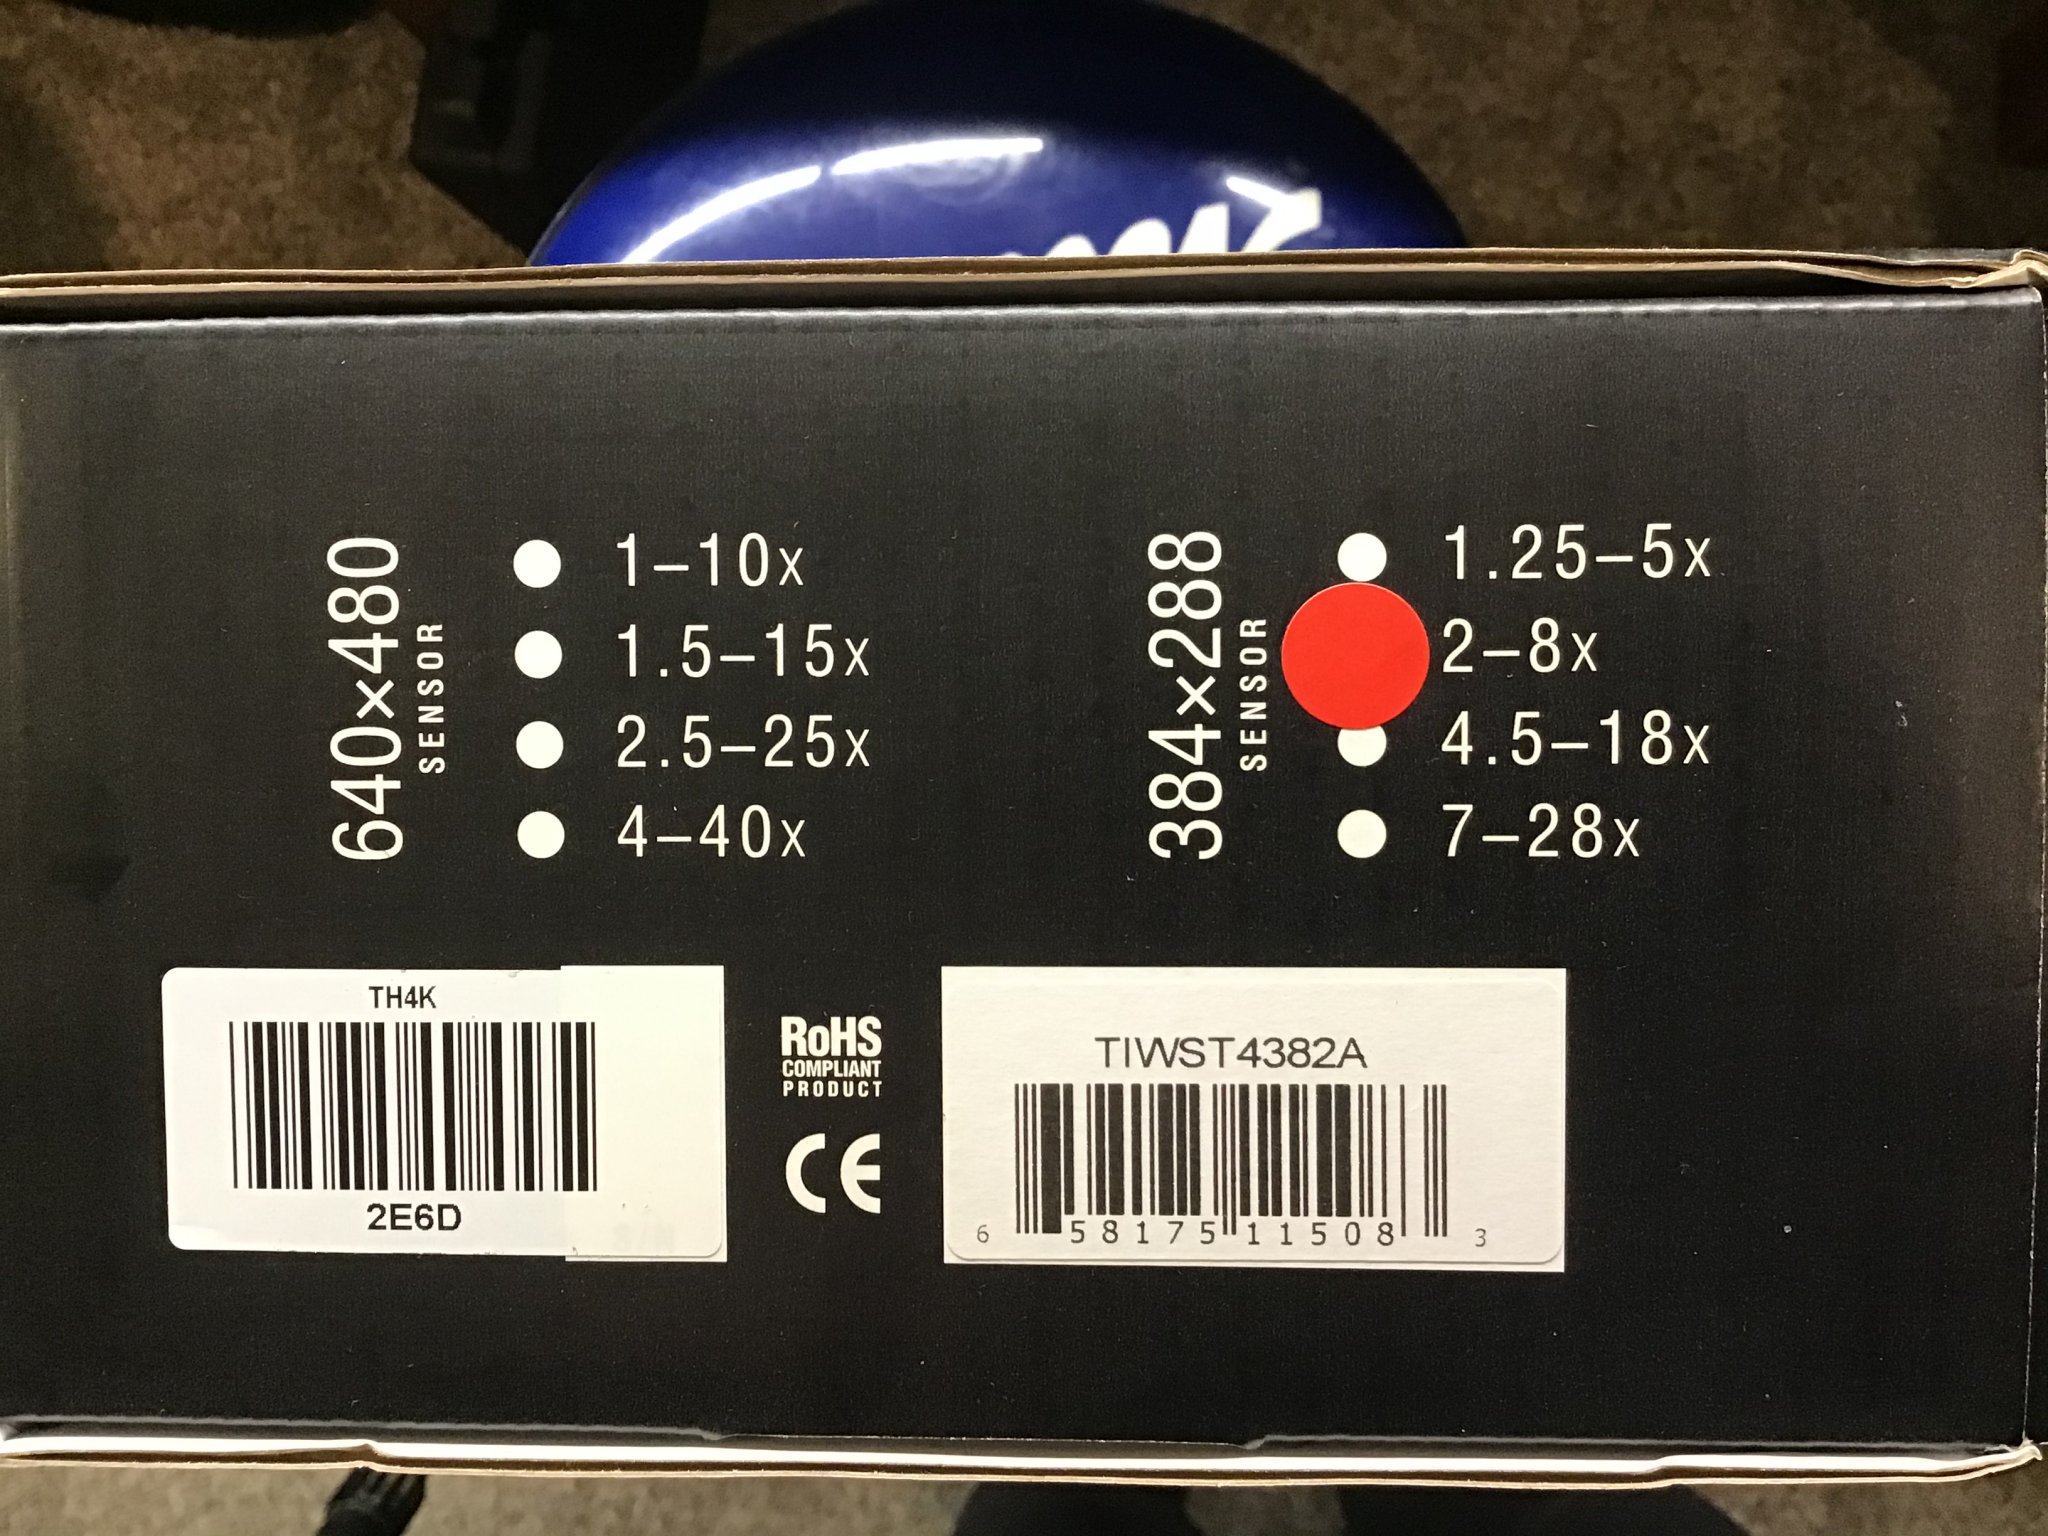 640×480
SENSOR
1–10x
1.5–15x
2.5–25x
4–40x
384×288
SENSOR
1.25–5x
2–8x
4.5–18x
7–28x
TH4K
2E6D
RoHS
COMPLIANT
PRODUCT
CE
TIWST4382A
6 58175 11508 3